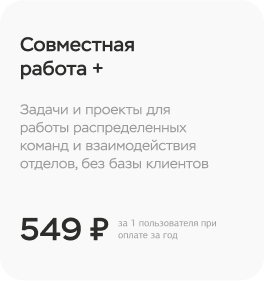 Совместная
работа +
Задачи и проекты для
работы распределенных
команд и взаимодействия
отделов, без базы клиентов
549 ₽
за 1 пользователя при
оплате за год